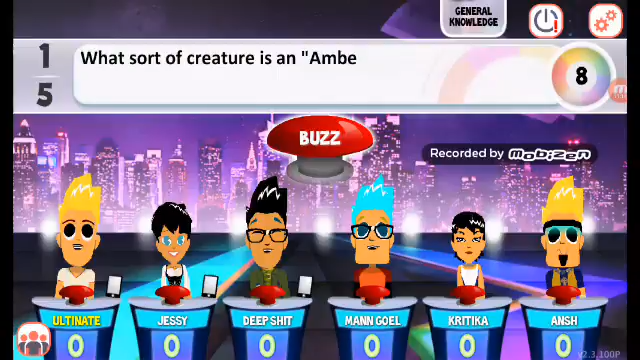 GENERAL
KNOWLEDGE
1
5
What sort of creature is an "Ambe
8
BUZZ
Recorded by Mobizen
ULTINATE
JESSY
DEEP SHIT
MANN GOEL
KRITIKA
ANSH
0
0
0
0
0
0
v2.3,100P